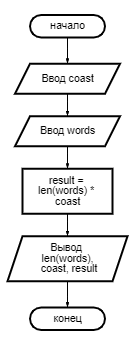 начало
Ввод coast
Ввод words
result =
len(words) *
coast
Вывод
len(words),
coast, result
конец